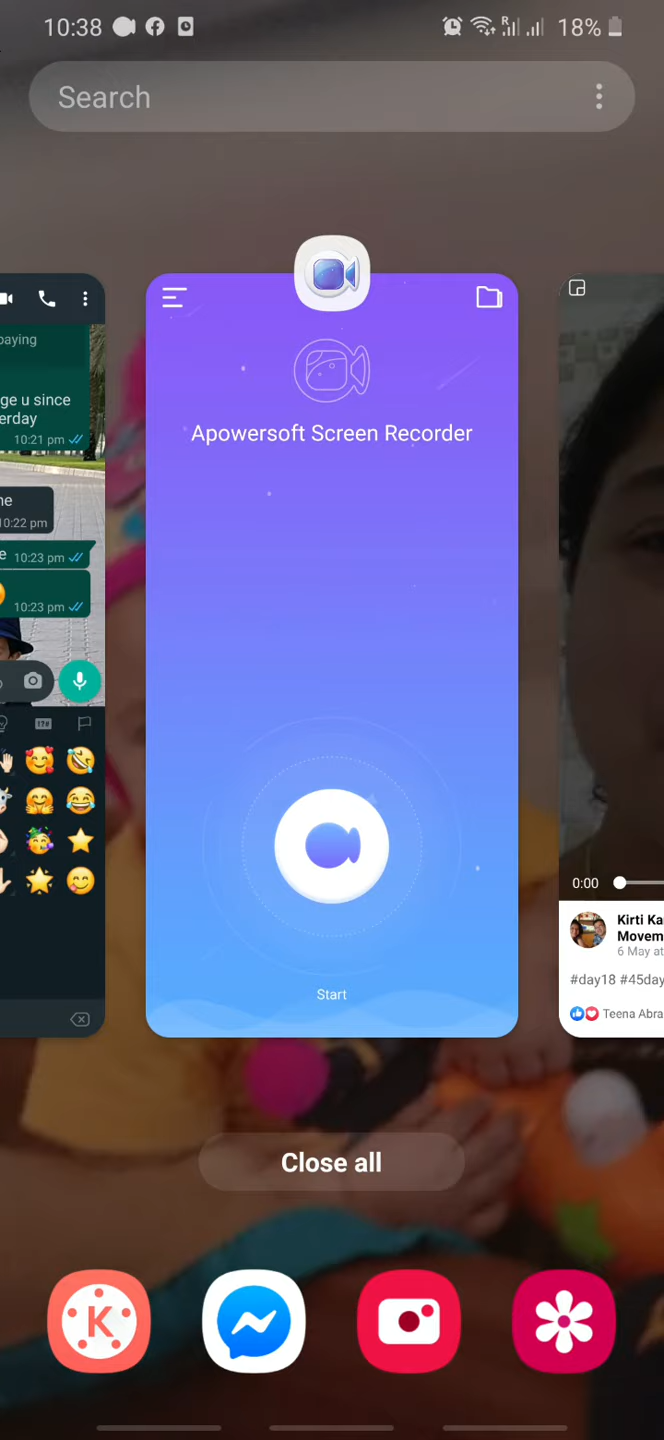 10:38
R
18%
Search
paying
ge u since
erday
10:21 pm
me
10:22 pm
e 10:23 pm
10:23 pm
17#
Apowersoft Screen Recorder
Start
0:00
Kirti Ka
Movem
6 May at
#day18 #45day
Teena Abra
Close all
K